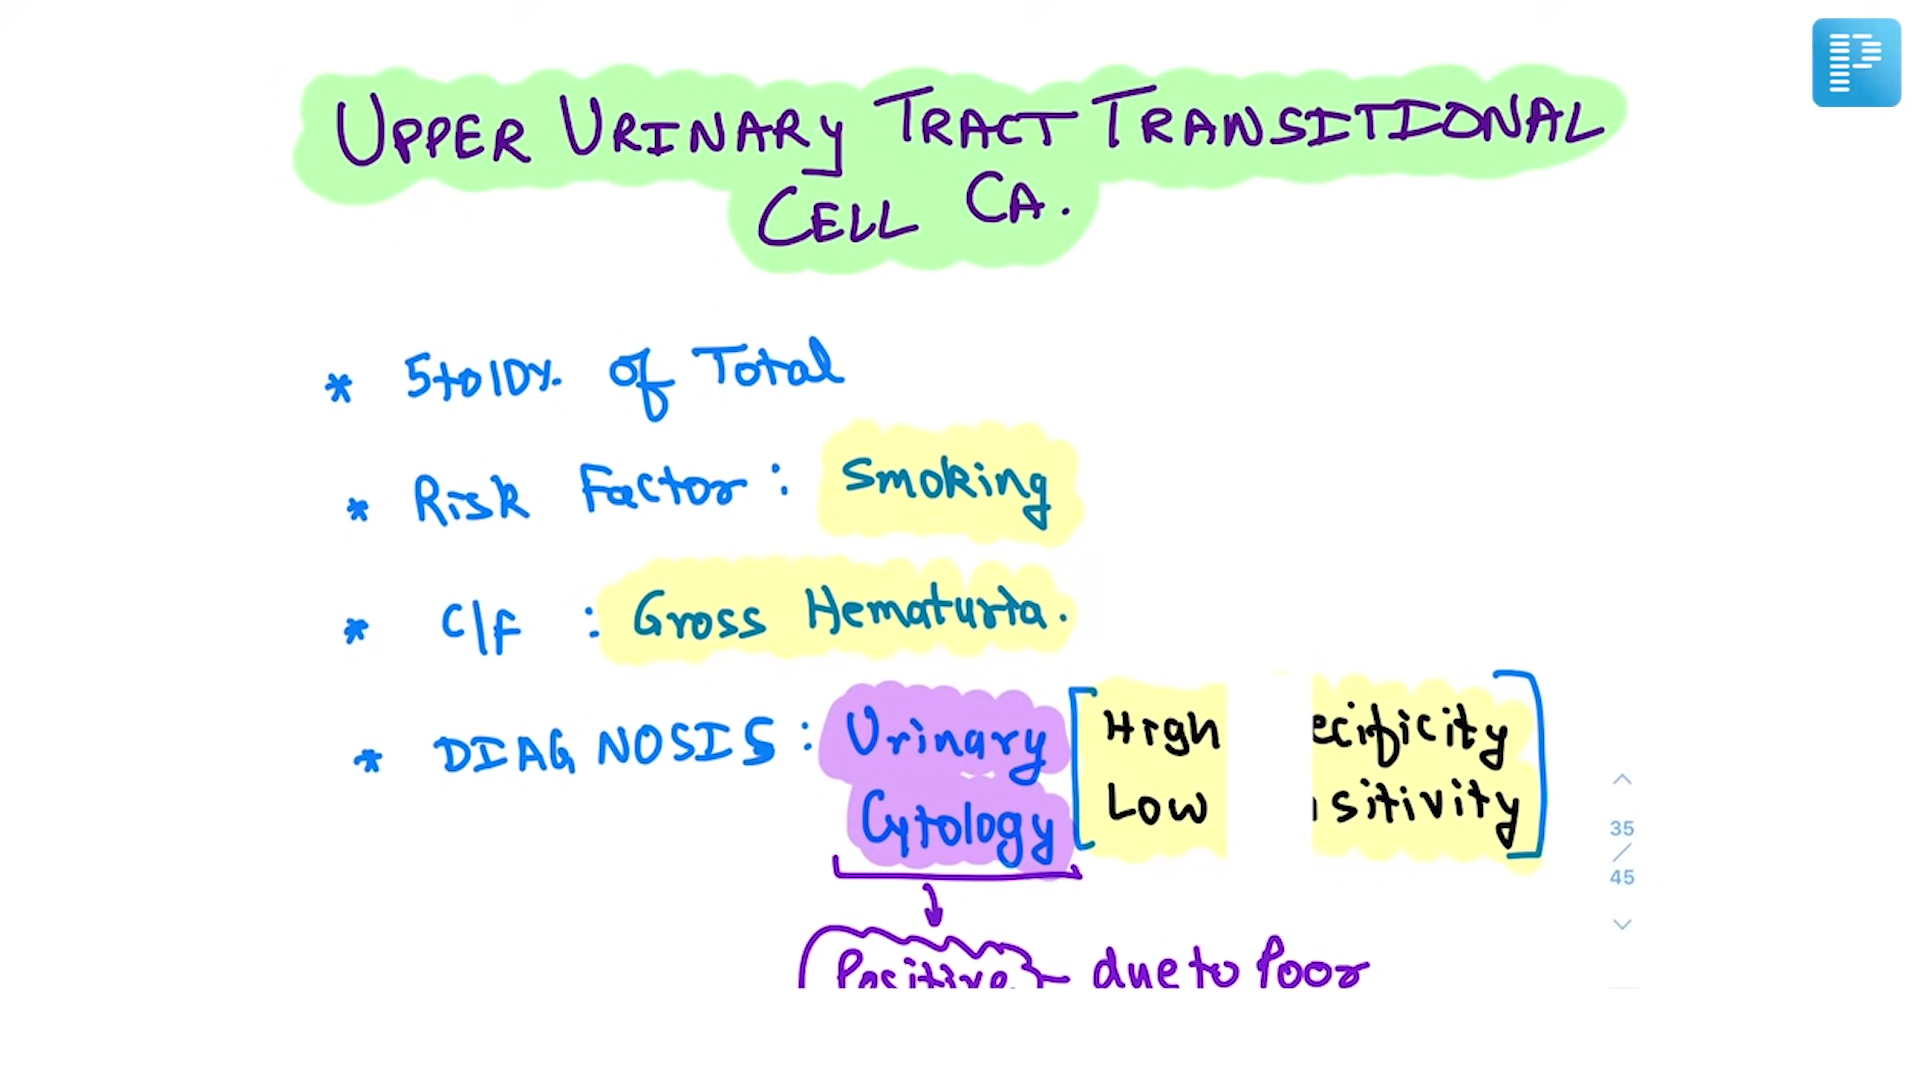 UPPER URINARY TRACT TRANSITIONAL
CELL CA.
* 5to10% of Total
* Risk Factor : Smoking
* C/F : Gross Hematuria.
* DIAGNOSIS : Urinary [ High ecificity ]
Cytology Low sitivity
35
/
45
Positive - due to Poor